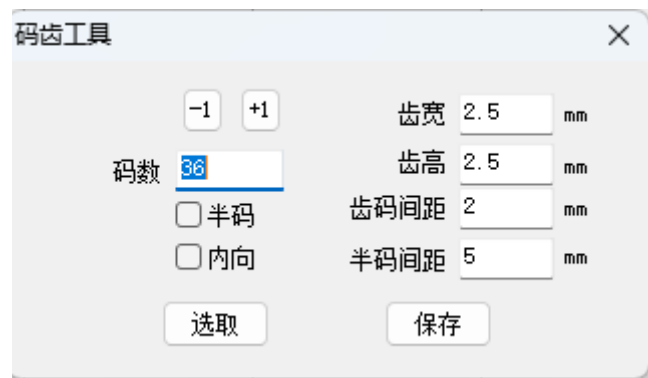 码齿工具
-1 +1 齿宽 2.5 mm
码数 36 齿高 2.5 mm
半码 齿码间距 2 mm
内向 半码间距 5 mm
选取 保存